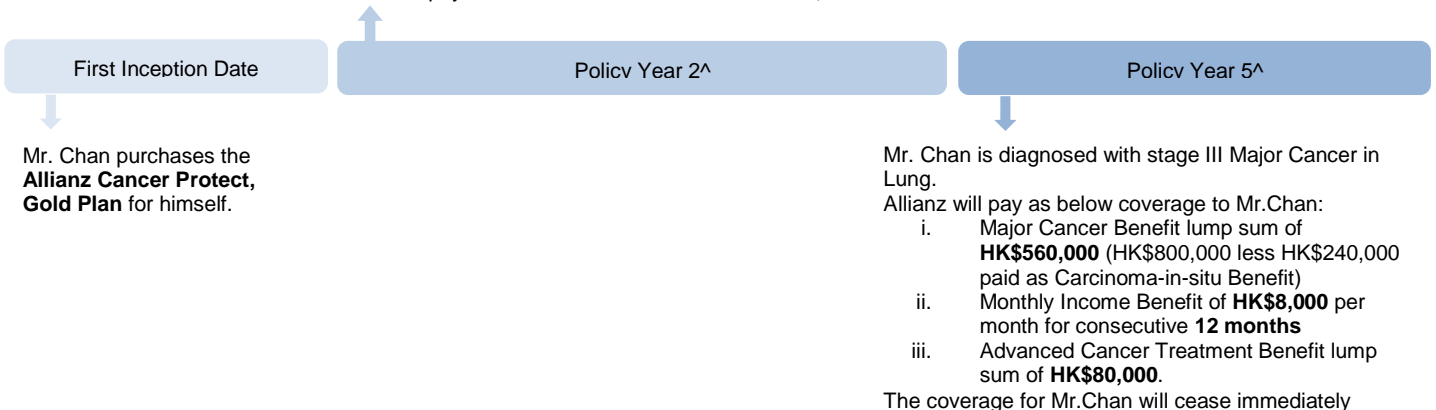 First Inception Date
Policy Year 2^
Policy Year 5^
Mr. Chan purchases the
Allianz Cancer Protect,
Gold Plan for himself.
Mr. Chan is diagnosed with stage III Major Cancer in
Lung.
Allianz will pay as below coverage to Mr.Chan:
i. Major Cancer Benefit lump sum of
HK$560,000 (HK$800,000 less HK$240,000
paid as Carcinoma-in-situ Benefit)
ii. Monthly Income Benefit of HK$8,000 per
month for consecutive 12 months
iii. Advanced Cancer Treatment Benefit lump
sum of HK$80,000.
The coverage for Mr.Chan will cease immediately